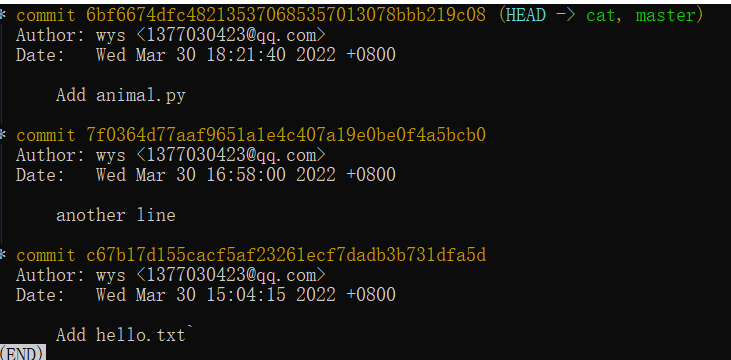 * commit 6bf6674dfc482135370685357013078bbb219c08 (HEAD -> cat, master)
Author: wys <1377030423@qq.com>
Date: Wed Mar 30 18:21:40 2022 +0800
Add animal.py
* commit 7f0364d77aaf9651a1e4c407a19e0be0f4a5bcb0
Author: wys <1377030423@qq.com>
Date: Wed Mar 30 16:58:00 2022 +0800
another line
* commit c67b17d155cacf5af23261ecf7dadb3b731dfa5d
Author: wys <1377030423@qq.com>
Date: Wed Mar 30 15:04:15 2022 +0800
Add hello.txt`
(END)